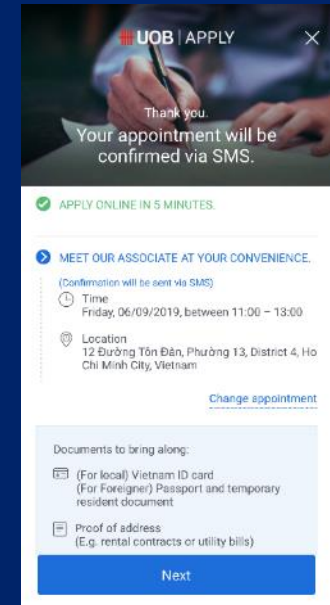 UOB | APPLY
Thank you.
Your appointment will be
confirmed via SMS.
APPLY ONLINE IN 5 MINUTES.
MEET OUR ASSOCIATE AT YOUR CONVENIENCE.
(Confirmation will be sent via SMS)
Time
Friday, 06/09/2019, between 11:00 – 13:00
Location
12 Đường Tôn Đản, Phường 13, District 4, Ho
Chi Minh City, Vietnam
Change appointment
Documents to bring along:
(For local) Vietnam ID card
(For Foreigner) Passport and temporary
resident document
Proof of address
(E.g. rental contracts or utility bills)
Next